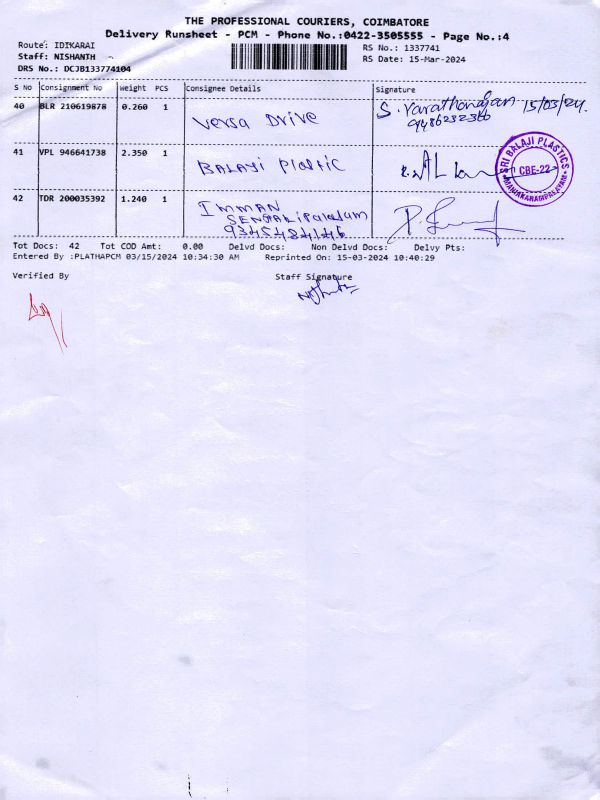 THE PROFESSIONAL COURIERS, COIMBATORE
Delivery Runsheet - PCM - Phone No.:0422-3505555 - Page No.:4
Route: IDIKARAI
RS No.: 1337741
Staff: NISHANTH
RS Date: 15-Mar-2024
DRS No.: DCJB133774104
S No Consignment No Weight PCS Consignee Details Signature
40 BLR 210619878 0.260 1
Versa Drive
S. 15/03/24.
41 VPL 946641738 2.350 1
BALAJI Plastic
SRI BALAJI PLASTICS
CBE-22
42 TDR 200035392 1.240 1
IMMAN
9345484146
Tot Docs: 42 Tot COD Amt: 0.00 Delvd Docs: Non Delvd Docs: Delvy Pts:
Entered By :PLATHAPCM 03/15/2024 10:34:30 AM Reprinted On: 15-03-2024 10:40:29
Verified By Staff Signature